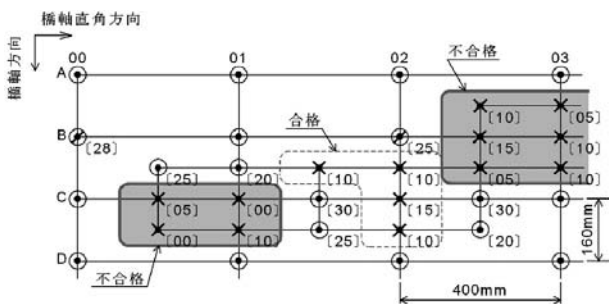 橋軸直角方向
橋軸方向
00 01 02 03
不合格
A
[10] [05]
合格
B
[28] [25] [15] [10]
[25] [20] [10] [10] [05] [10]
C
[05] [00] [30] [15] [30]
[00] [10] [25] [10] [20]
D
不合格
160mm
400mm